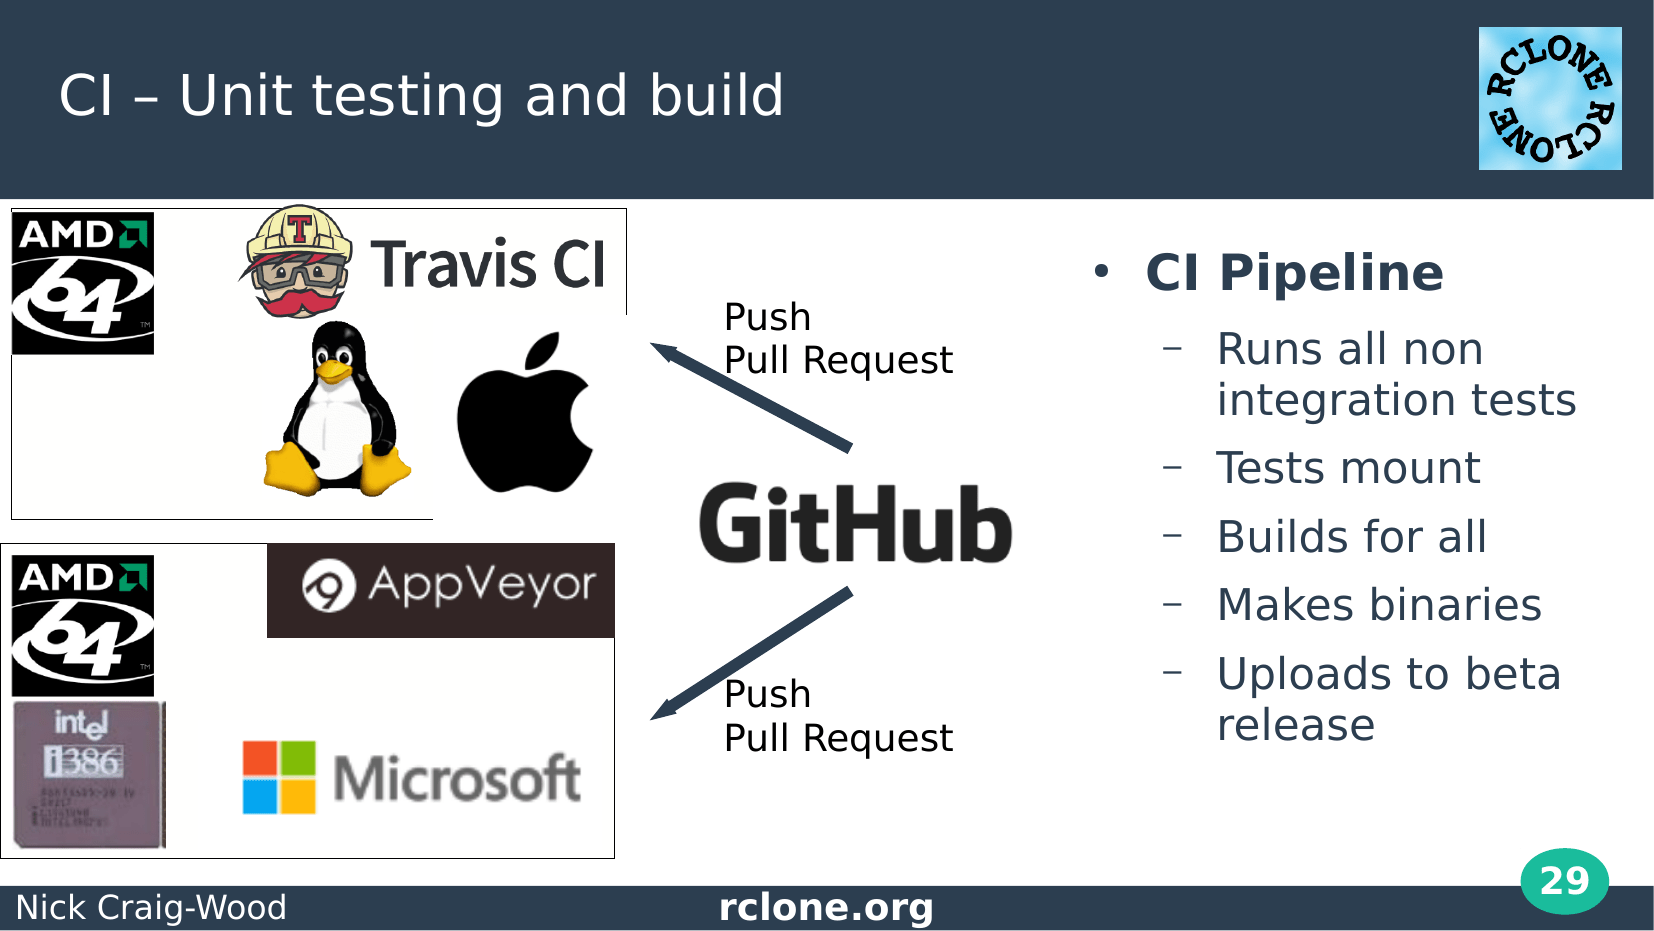 CI – Unit testing and build
RCLONE RCLONE
AMD
64
TM
T
Travis CI
Push
Pull Request
GitHub
AMD
64
TM
AppVeyor
intel
i386
Microsoft
Push
Pull Request
• CI Pipeline
– Runs all non
integration tests
– Tests mount
– Builds for all
– Makes binaries
– Uploads to beta
release
29
Nick Craig-Wood
rclone.org